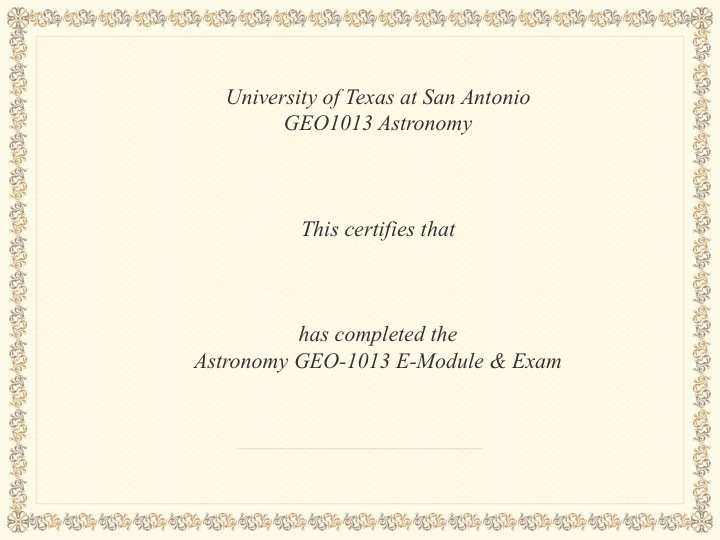 University of Texas at San Antonio
GEO1013 Astronomy
This certifies that
has completed the
Astronomy GEO-1013 E-Module & Exam